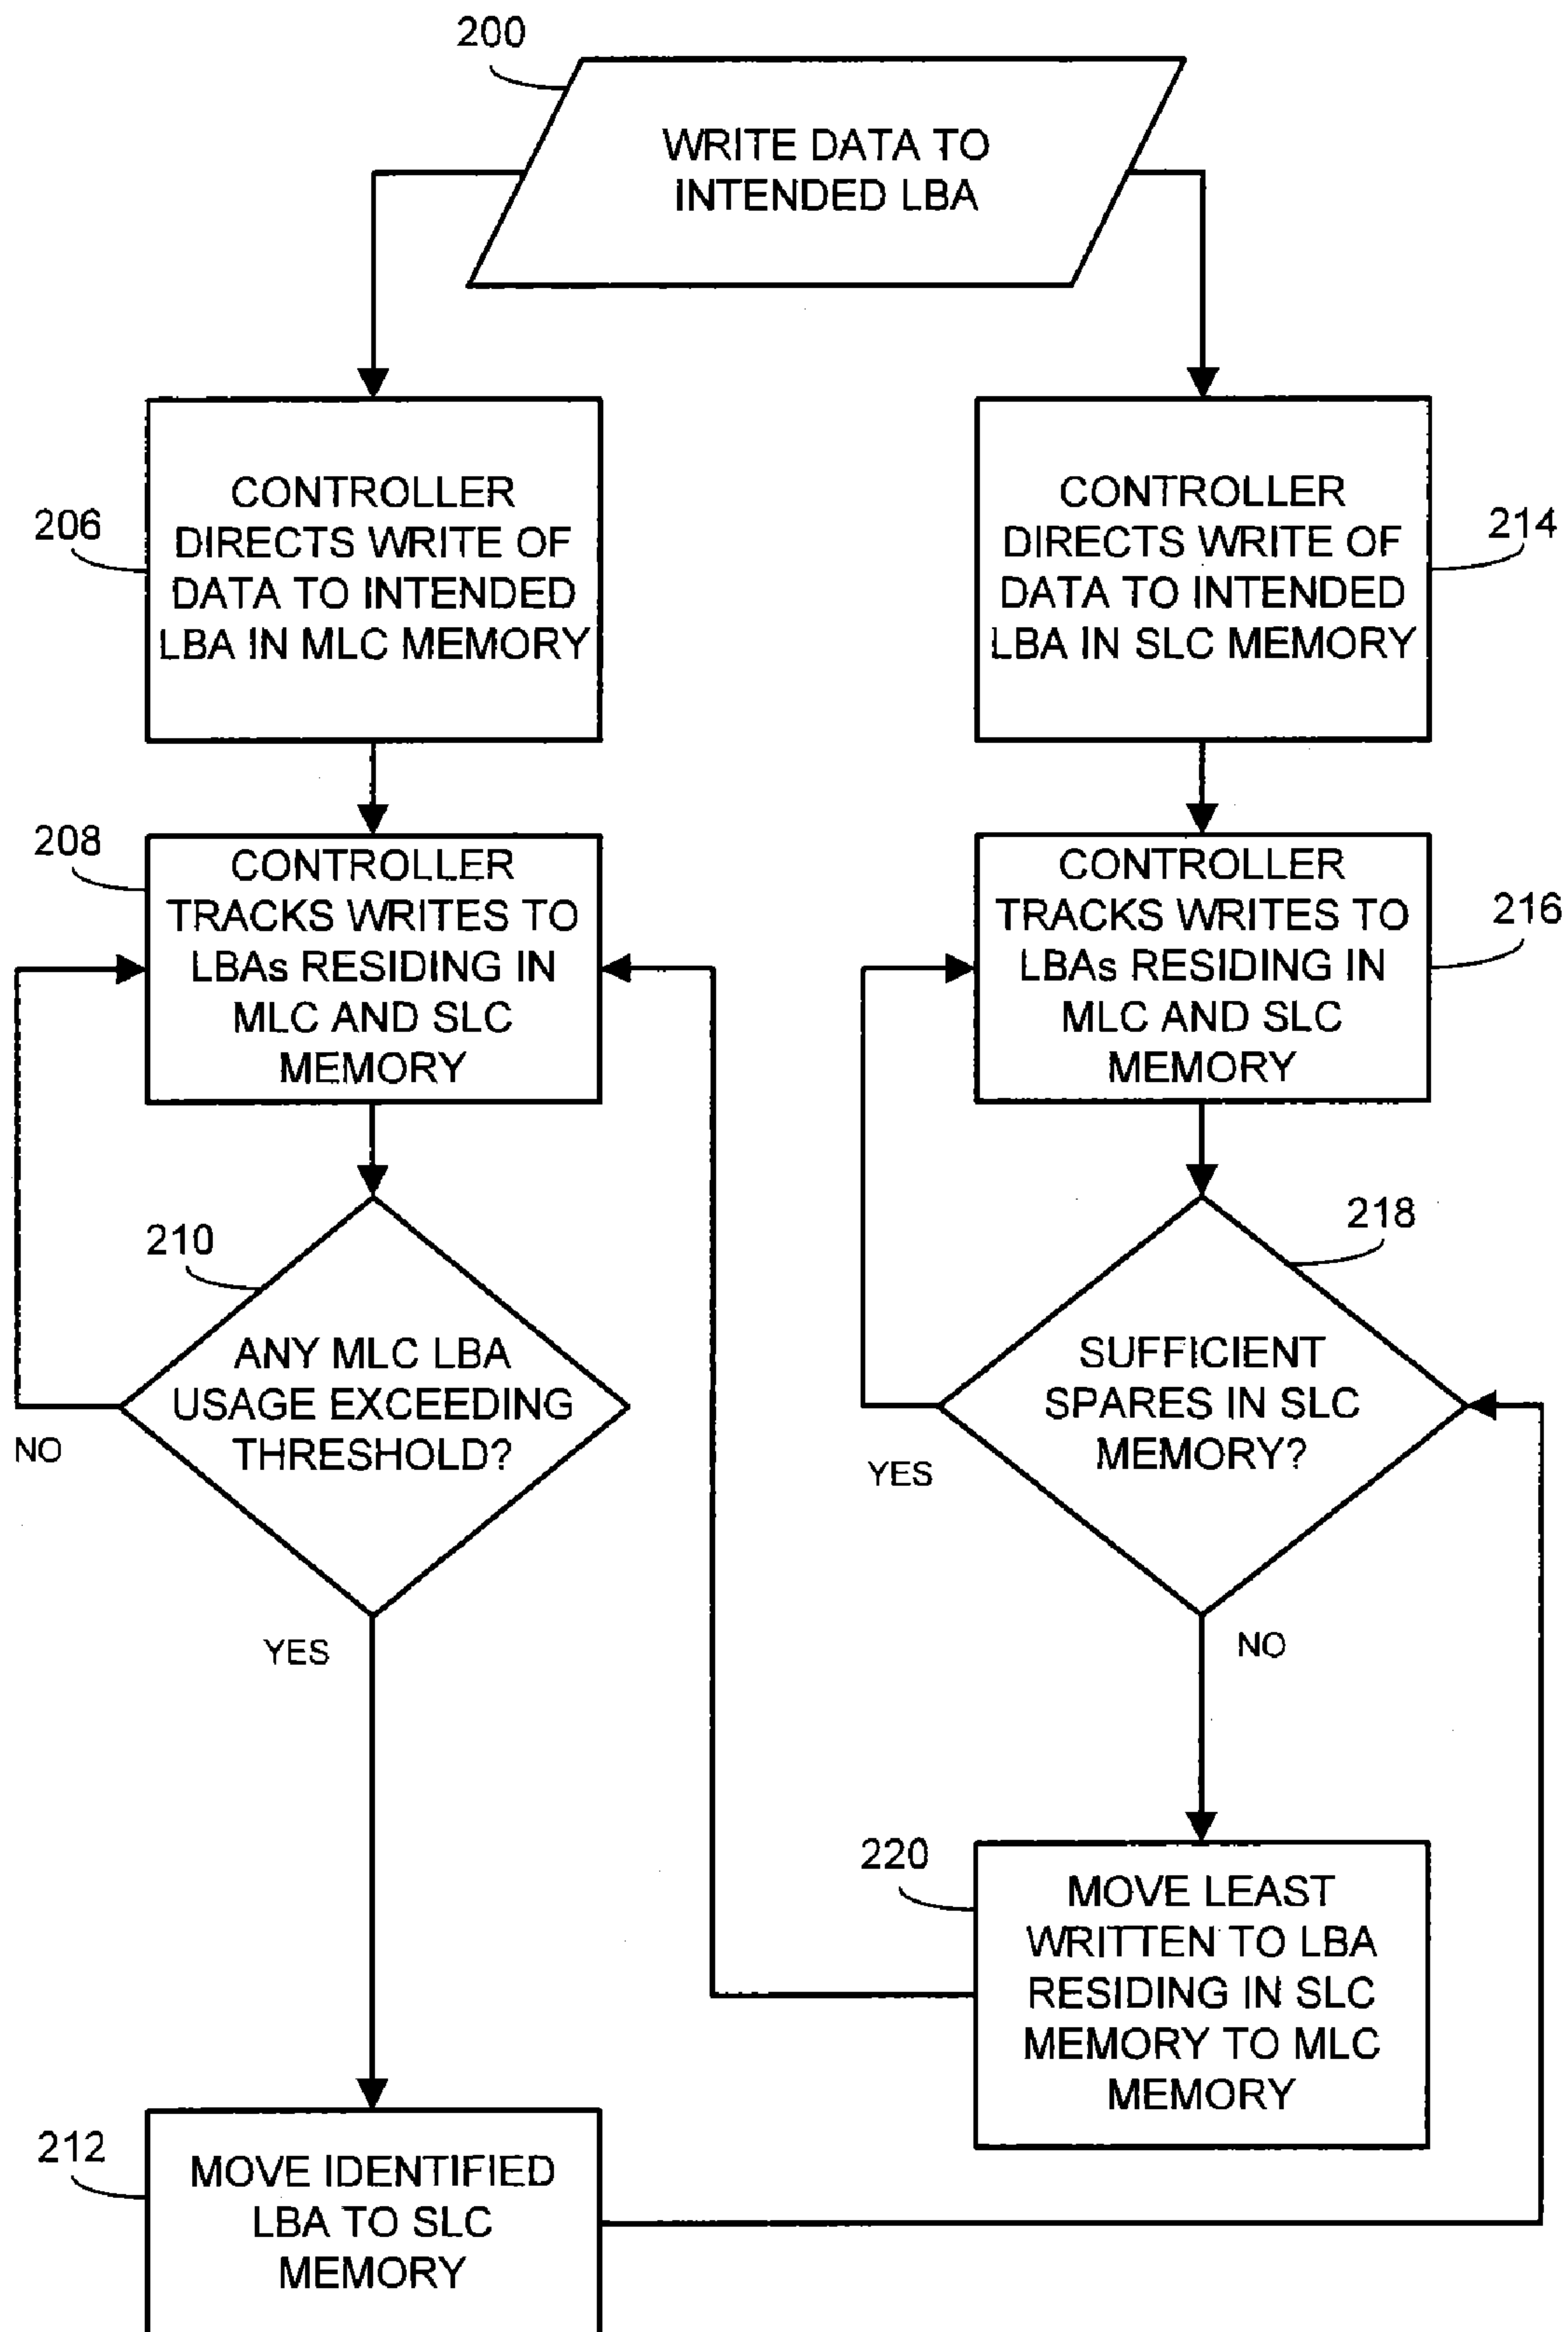 200
WRITE DATA TO
INTENDED LBA
206
CONTROLLER
DIRECTS WRITE OF
DATA TO INTENDED
LBA IN MLC MEMORY
CONTROLLER
DIRECTS WRITE OF
DATA TO INTENDED
LBA IN SLC MEMORY
214
208
CONTROLLER
TRACKS WRITES TO
LBAs RESIDING IN
MLC AND SLC
MEMORY
CONTROLLER
TRACKS WRITES TO
LBAs RESIDING IN
MLC AND SLC
MEMORY
216
210
ANY MLC LBA
USAGE EXCEEDING
THRESHOLD?
NO
YES
218
SUFFICIENT
SPARES IN SLC
MEMORY?
YES
NO
220
MOVE LEAST
WRITTEN TO LBA
RESIDING IN SLC
MEMORY TO MLC
MEMORY
212
MOVE IDENTIFIED
LBA TO SLC
MEMORY